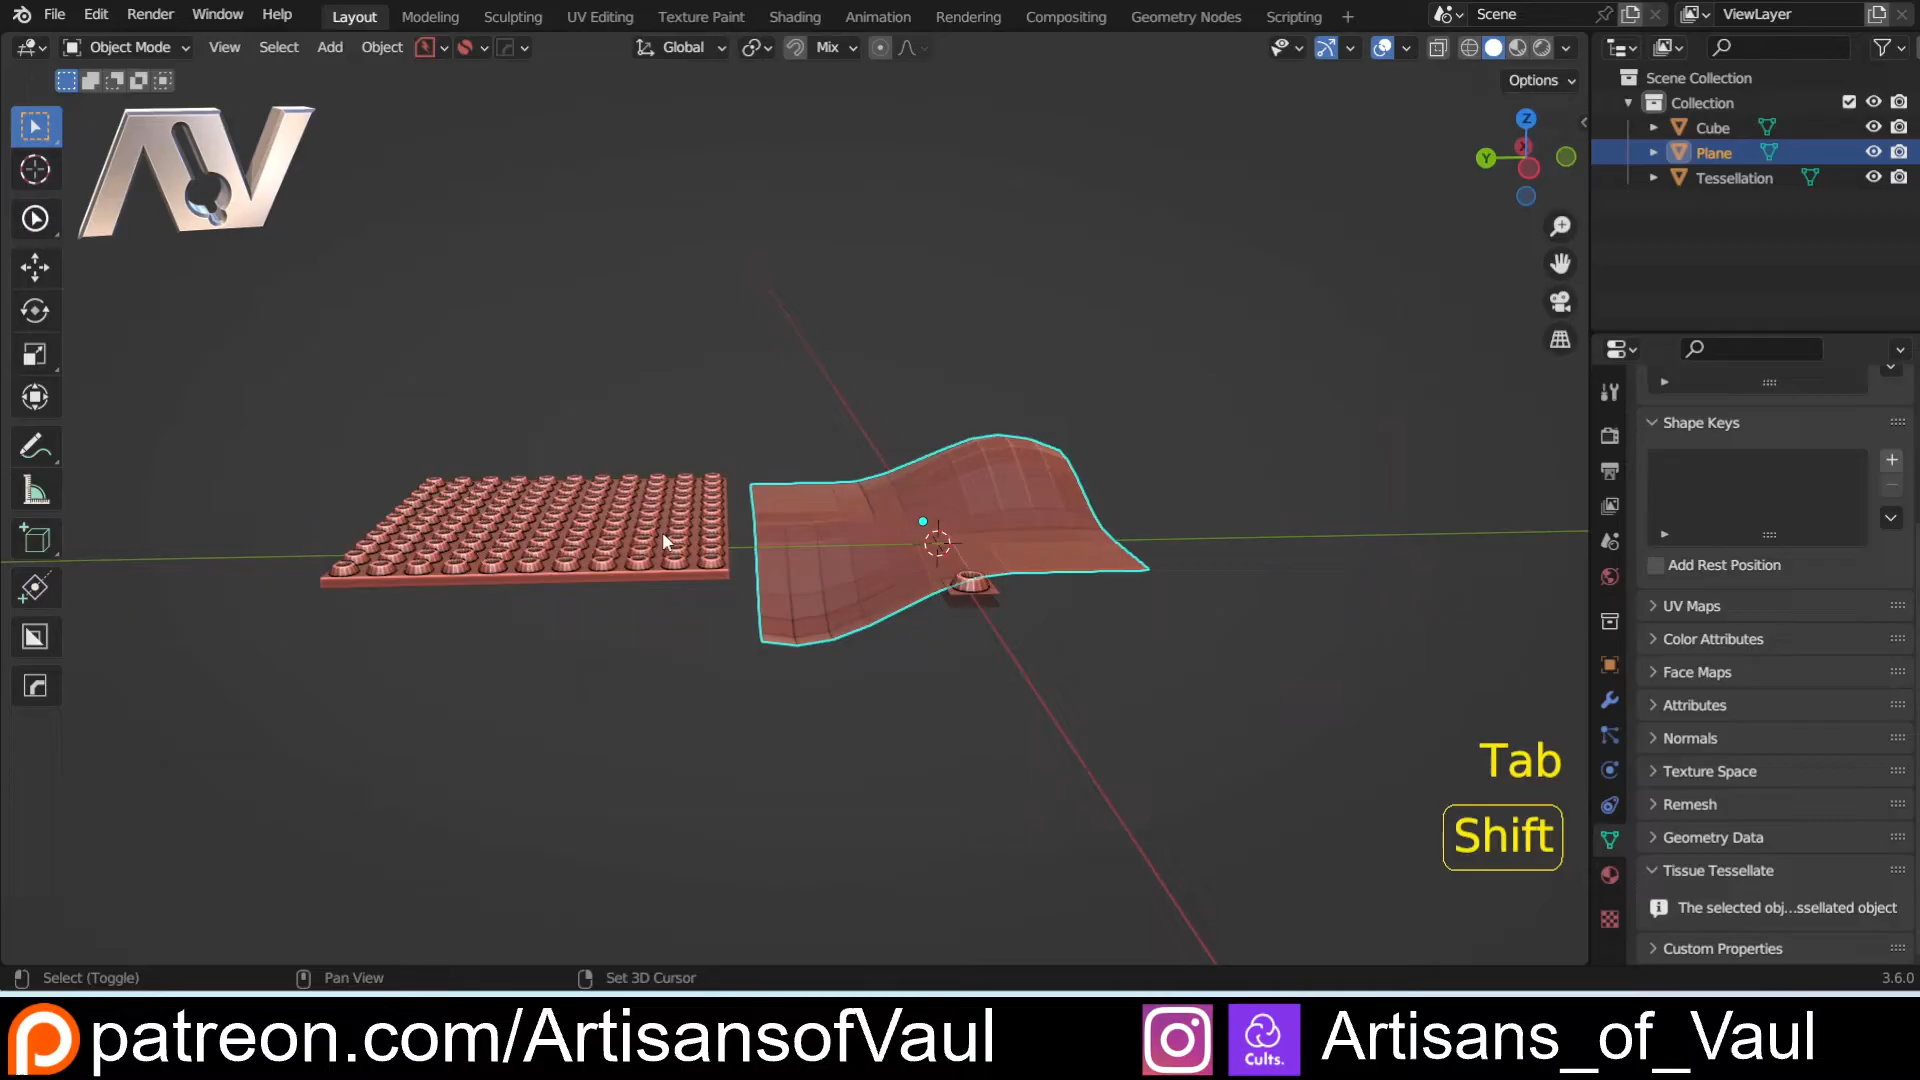 File Edit Render Window Help Layout Modeling Sculpting UV Editing Texture Paint Shading Animation Rendering Compositing Geometry Nodes Scripting + Scene ViewLayer
Object Mode View Select Add Object Global Mix
Options
Scene Collection
Collection
Cube
Plane
Tessellation
Z
X
Y
AV
Shape Keys
Add Rest Position
UV Maps
Color Attributes
Face Maps
Attributes
Normals
Texture Space
Remesh
Geometry Data
Tissue Tessellate
The selected obj...ssellated object
Custom Properties
Tab
Shift
Select (Toggle) Pan View Set 3D Cursor 3.6.0
patreon.com/ArtisansofVaul Cults. Artisans_of_Vaul